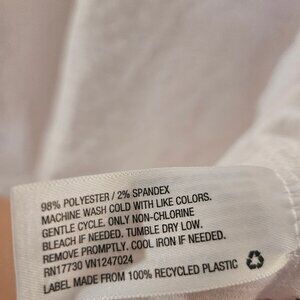 98% POLYESTER / 2% SPANDEX
MACHINE WASH COLD WITH LIKE COLORS.
GENTLE CYCLE. ONLY NON-CHLORINE
BLEACH IF NEEDED. TUMBLE DRY LOW.
REMOVE PROMPTLY. COOL IRON IF NEEDED.
RN17730 VN1247024
LABEL MADE FROM 100% RECYCLED PLASTIC